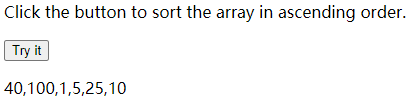 Click the button to sort the array in ascending order.
Try it
40,100,1,5,25,10